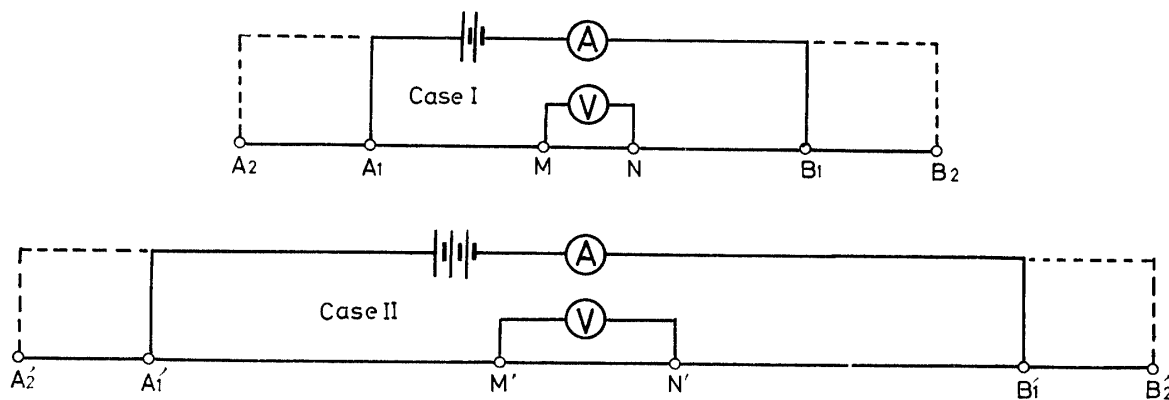 A
Case I
V
A2 A1 M N B1 B2
A
Case II
V
A2' A1' M' N' B1' B2'